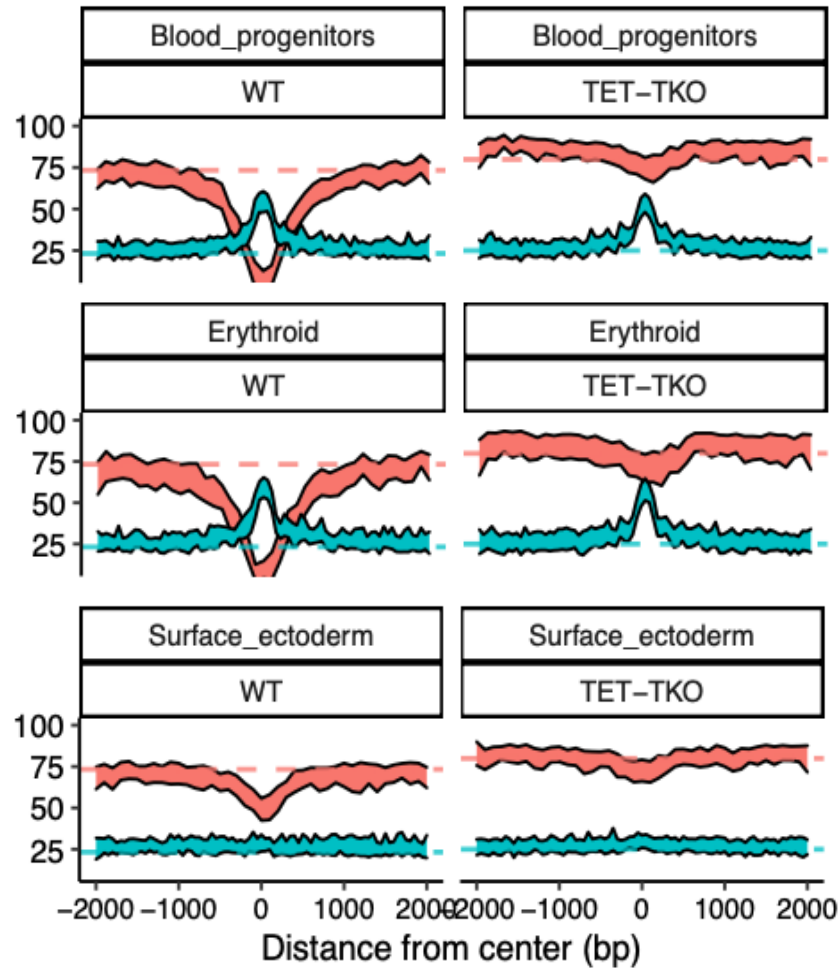 Blood_progenitors Blood_progenitors
WT TET-TKO
100
75
50
25
Erythroid Erythroid
WT TET-TKO
100
75
50
25
Surface_ectoderm Surface_ectoderm
WT TET-TKO
100
75
50
25
-2000 -1000 0 1000 2000 -2000 -1000 0 1000 2000
Distance from center (bp)